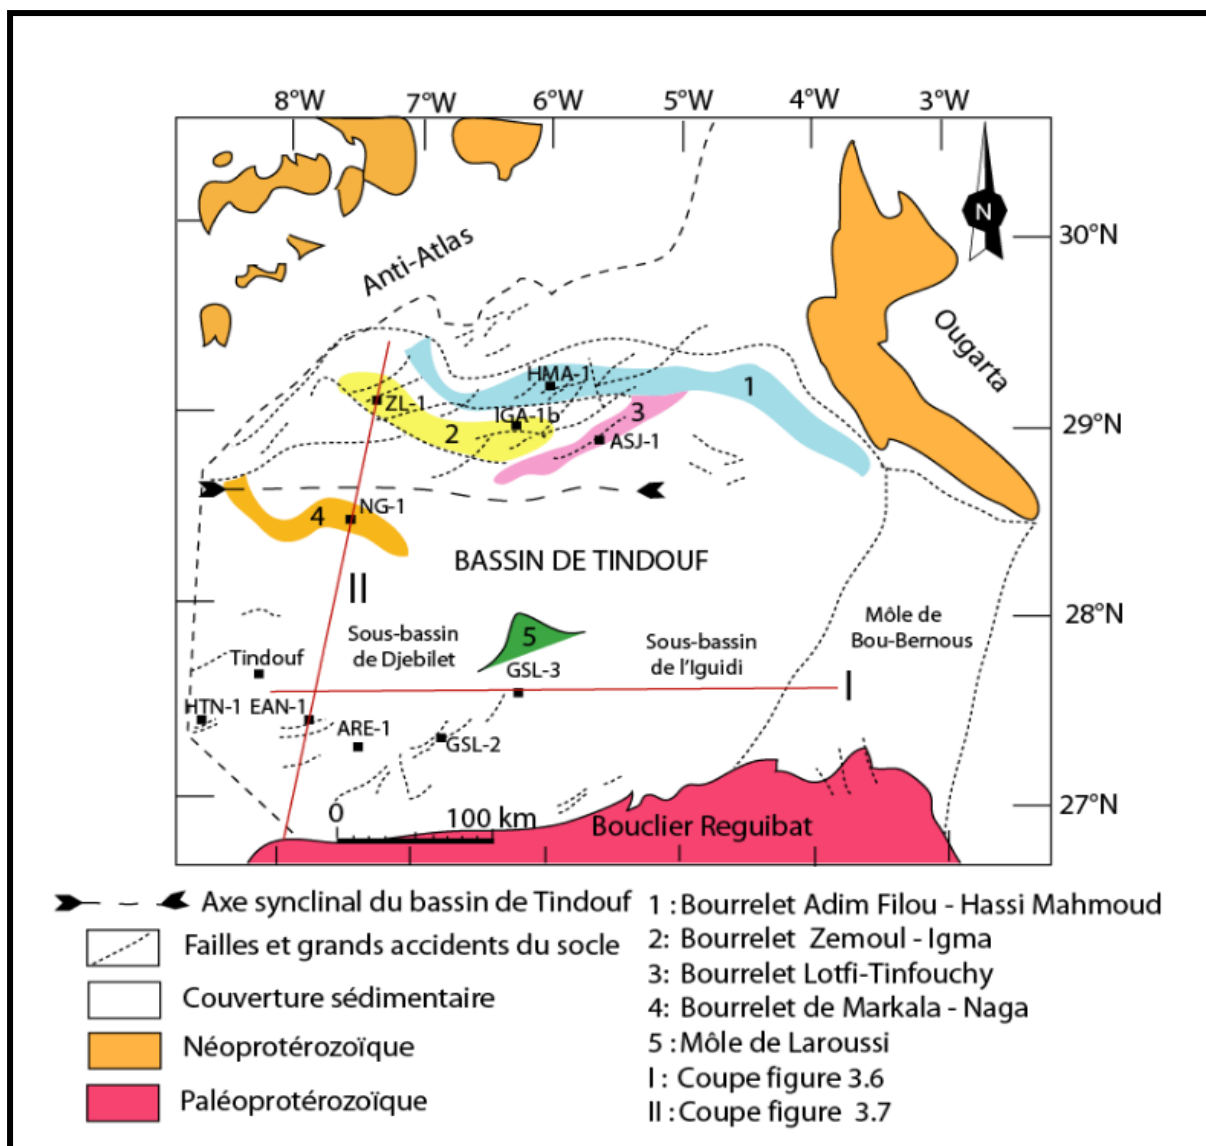 8°W 7°W 6°W 5°W 4°W 3°W
N
30°N
Anti-Atlas
Ougarta
HMA-1
1
ZL-1
IGA-1b
3
2
ASJ-1
29°N
NG-1
4
BASSIN DE TINDOUF
II
28°N
Môle de
Bou-Bernous
Sous-bassin
de Djebilet
5
Sous-bassin
de l'Iguidi
Tindouf
GSL-3
I
HTN-1 EAN-1
ARE-1
GSL-2
27°N
0 100 km
Bouclier Reguibat
Axe synclinal du bassin de Tindouf
Failles et grands accidents du socle
Couverture sédimentaire
Néoprotérozoïque
Paléoprotérozoïque
1 : Bourrelet Adim Filou - Hassi Mahmoud
2: Bourrelet Zemoul - Igma
3: Bourrelet Lotfi-Tinfouchy
4: Bourrelet de Markala - Naga
5 : Môle de Laroussi
I : Coupe figure 3.6
II : Coupe figure 3.7